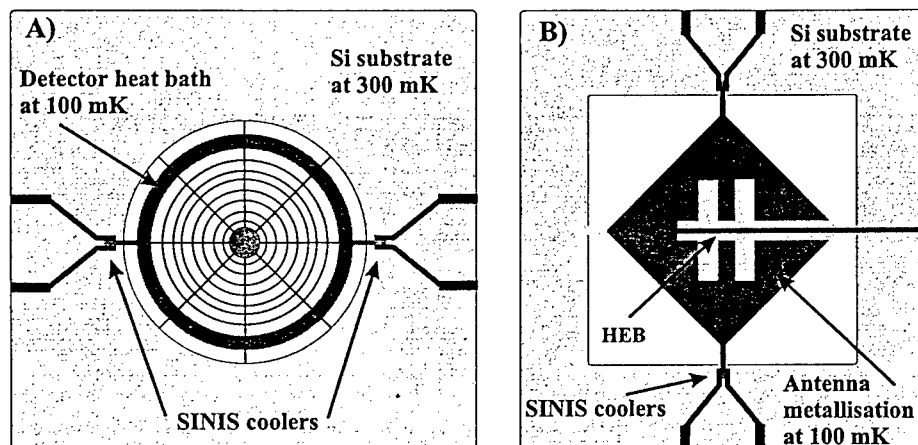 A)
Detector heat bath
at 100 mK
Si substrate
at 300 mK
SINIS coolers
B)
Si substrate
at 300 mK
HEB
SINIS coolers
Antenna
metallisation
at 100 mK